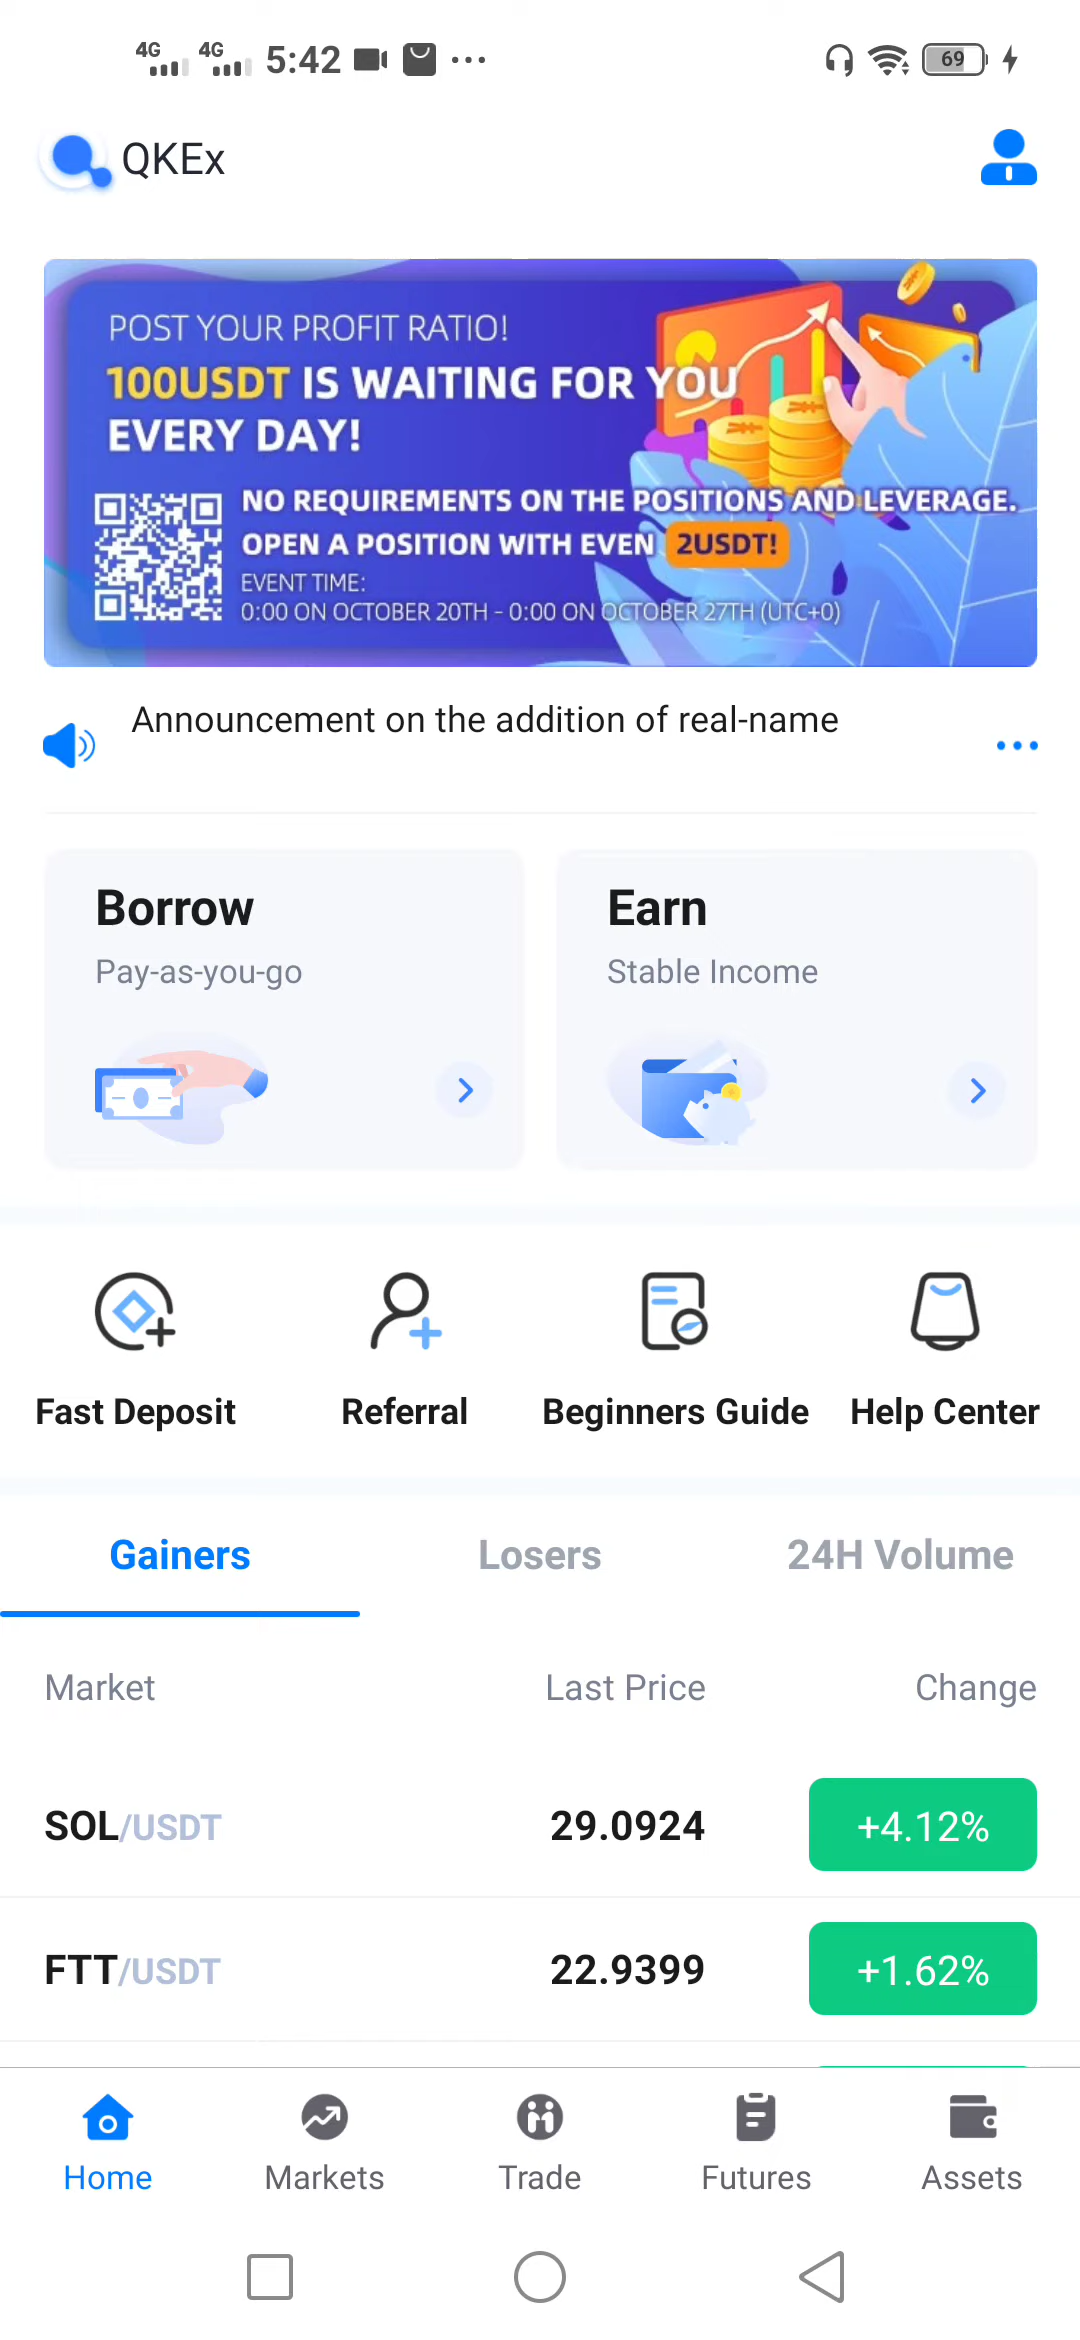 4G 4G 5:42 69
QKEx
POST YOUR PROFIT RATIO!
100USDT IS WAITING FOR YOU
EVERY DAY!
NO REQUIREMENTS ON THE POSITIONS AND LEVERAGE.
OPEN A POSITION WITH EVEN 2USDT!
EVENT TIME:
0:00 ON OCTOBER 20TH - 0:00 ON OCTOBER 27TH (UTC+0)
Announcement on the addition of real-name
Borrow Earn
Pay-as-you-go Stable Income
Fast Deposit Referral Beginners Guide Help Center
Gainers Losers 24H Volume
Market Last Price Change
SOL/USDT 29.0924 +4.12%
FTT/USDT 22.9399 +1.62%
Home Markets Trade Futures Assets